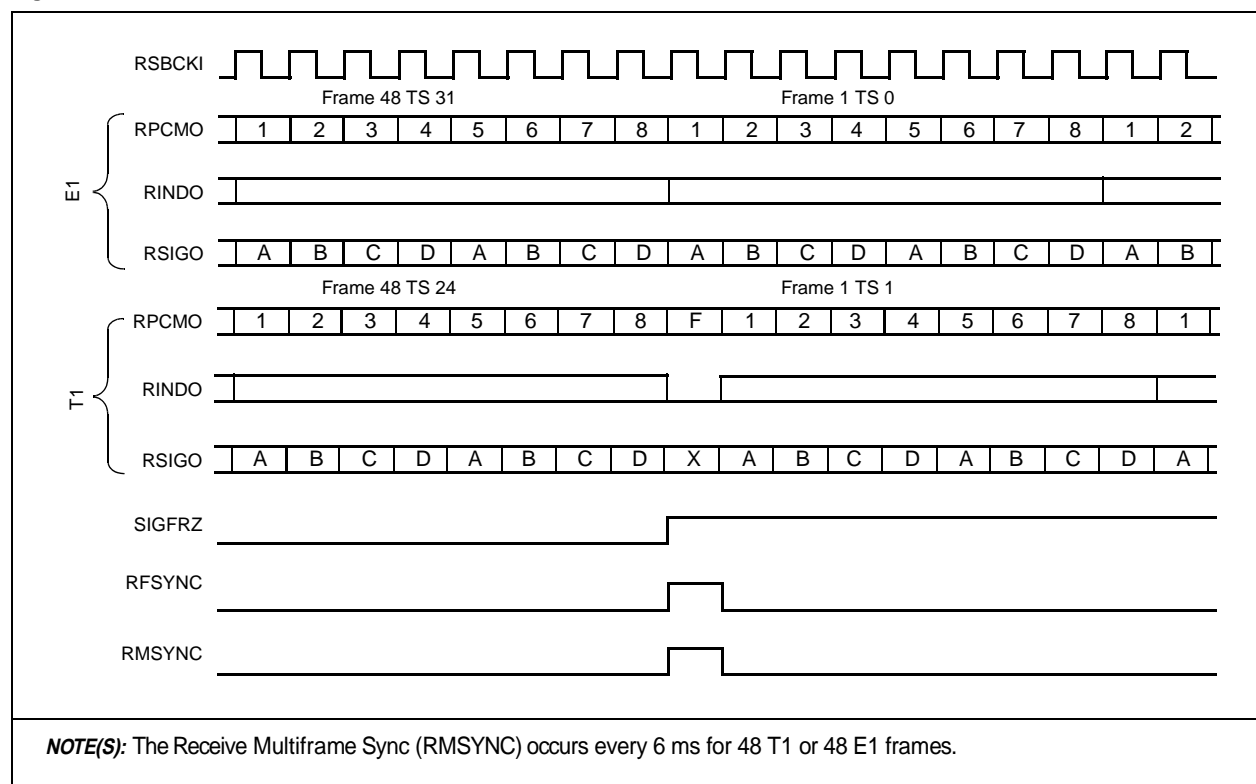 RSBCKI
Frame 48 TS 31 Frame 1 TS 0
E1
RPCMO 1 2 3 4 5 6 7 8 1 2 3 4 5 6 7 8 1 2
RINDO
RSIGO A B C D A B C D A B C D A B C D A B
Frame 48 TS 24 Frame 1 TS 1
T1
RPCMO 1 2 3 4 5 6 7 8 F 1 2 3 4 5 6 7 8 1
RINDO
RSIGO A B C D A B C D X A B C D A B C D A
SIGFRZ
RFSYNC
RMSYNC
NOTE(S): The Receive Multiframe Sync (RMSYNC) occurs every 6 ms for 48 T1 or 48 E1 frames.